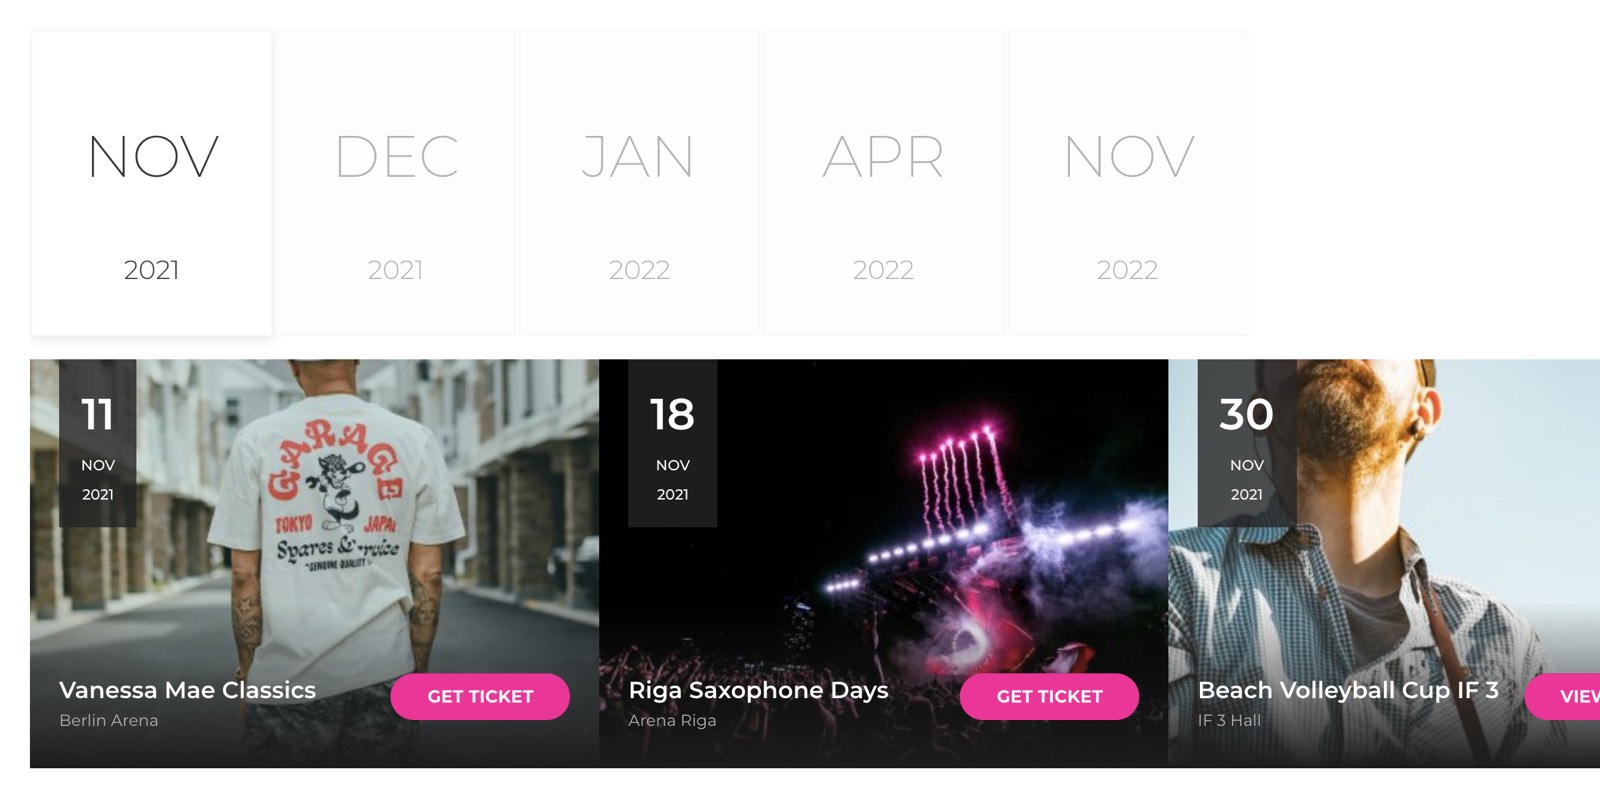 NOV
2021
DEC
2021
JAN
2022
APR
2022
NOV
2022
11
NOV
2021
GARAGE
TOKYO JAPAN
Spares &
"GENUINE QUALITY
Vanessa Mae Classics
Berlin Arena
GET TICKET
18
NOV
2021
Riga Saxophone Days
Arena Riga
GET TICKET
30
NOV
2021
Beach Volleyball Cup IF 3
IF 3 Hall
VIEW